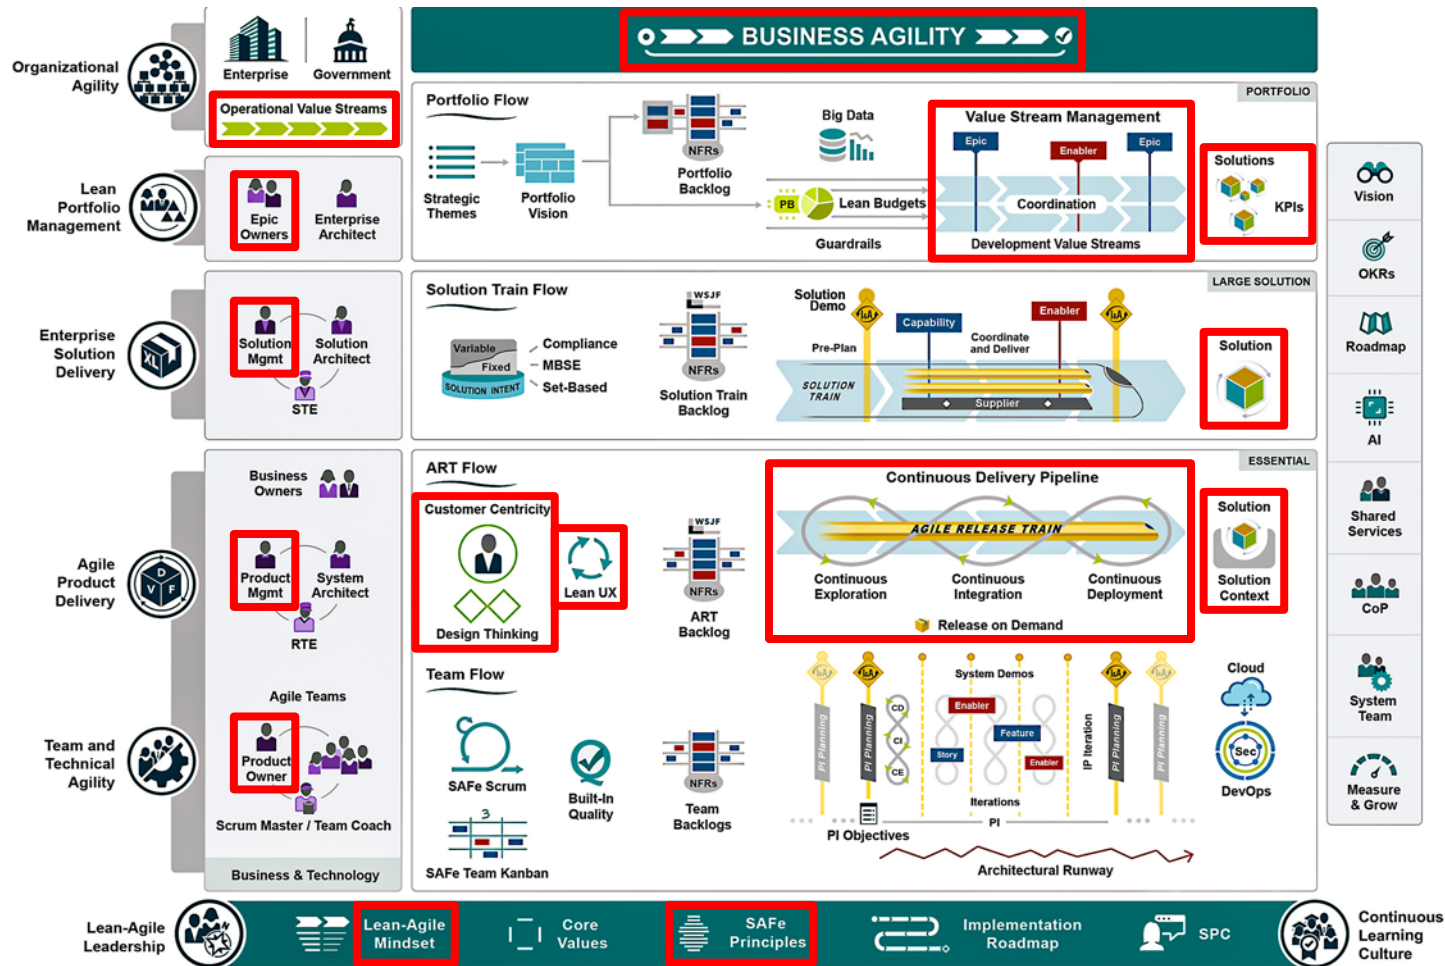 BUSINESS AGILITY
Organizational
Agility
Enterprise
Government
Operational Value Streams
PORTFOLIO
Portfolio Flow
Strategic
Themes
Portfolio
Vision
NFRs
Portfolio
Backlog
Big Data
PB
Lean Budgets
Guardrails
Value Stream Management
Epic
Enabler
Epic
Coordination
Development Value Streams
Solutions
KPIs
Lean
Portfolio
Management
Epic
Owners
Enterprise
Architect
LARGE SOLUTION
Enterprise
Solution
Delivery
XL
Solution
Mgmt
Solution
Architect
STE
Solution Train Flow
Variable
Fixed
SOLUTION INTENT
Compliance
MBSE
Set-Based
WSJF
NFRs
Solution Train
Backlog
Solution
Demo
I&A
Pre-Plan
Capability
Coordinate
and Deliver
Enabler
I&A
SOLUTION
TRAIN
Supplier
Solution
ESSENTIAL
Agile
Product
Delivery
D
V
F
Business
Owners
Product
Mgmt
System
Architect
RTE
ART Flow
Customer Centricity
Design Thinking
Lean UX
WSJF
NFRs
ART
Backlog
Continuous Delivery Pipeline
AGILE RELEASE TRAIN
Continuous
Exploration
Continuous
Integration
Continuous
Deployment
Release on Demand
Solution
Solution
Context
Team and
Technical
Agility
Agile Teams
Product
Owner
Scrum Master / Team Coach
Business & Technology
Team Flow
SAFe Scrum
3
SAFe Team Kanban
Built-In
Quality
NFRs
Team
Backlogs
I&A
I&A
System Demos
I&A
I&A
PI Planning
PI Planning
CD
CI
CE
Enabler
Story
Feature
Enabler
IP Iteration
PI Planning
PI Planning
Iterations
PI
PI Objectives
Architectural Runway
Cloud
Sec
DevOps
Vision
OKRs
Roadmap
AI
Shared
Services
CoP
System
Team
Measure
& Grow
Lean-Agile
Leadership
Lean-Agile
Mindset
Core
Values
SAFe
Principles
Implementation
Roadmap
SPC
Continuous
Learning
Culture